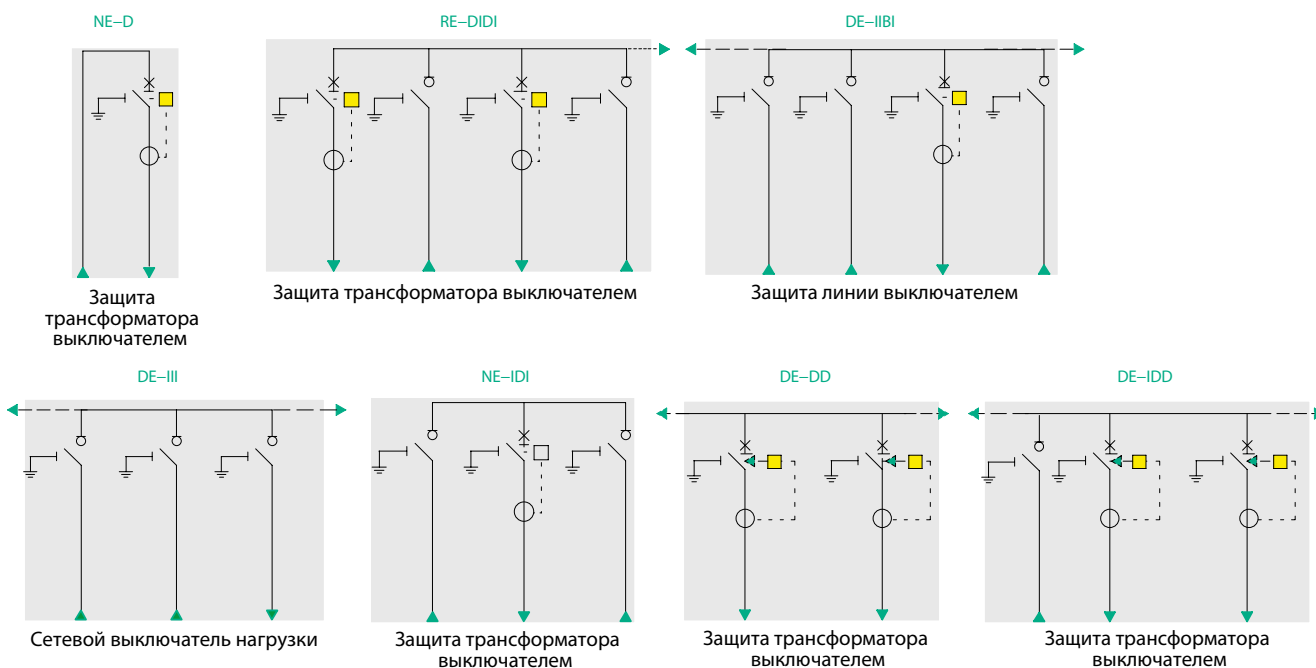 NE–D
RE–DIDI
DE–IIBI
Защита
трансформатора
выключателем
Защита трансформатора выключателем
Защита линии выключателем
DE–III
NE–IDI
DE–DD
DE–IDD
Сетевой выключатель нагрузки
Защита трансформатора
выключателем
Защита трансформатора
выключателем
Защита трансформатора
выключателем